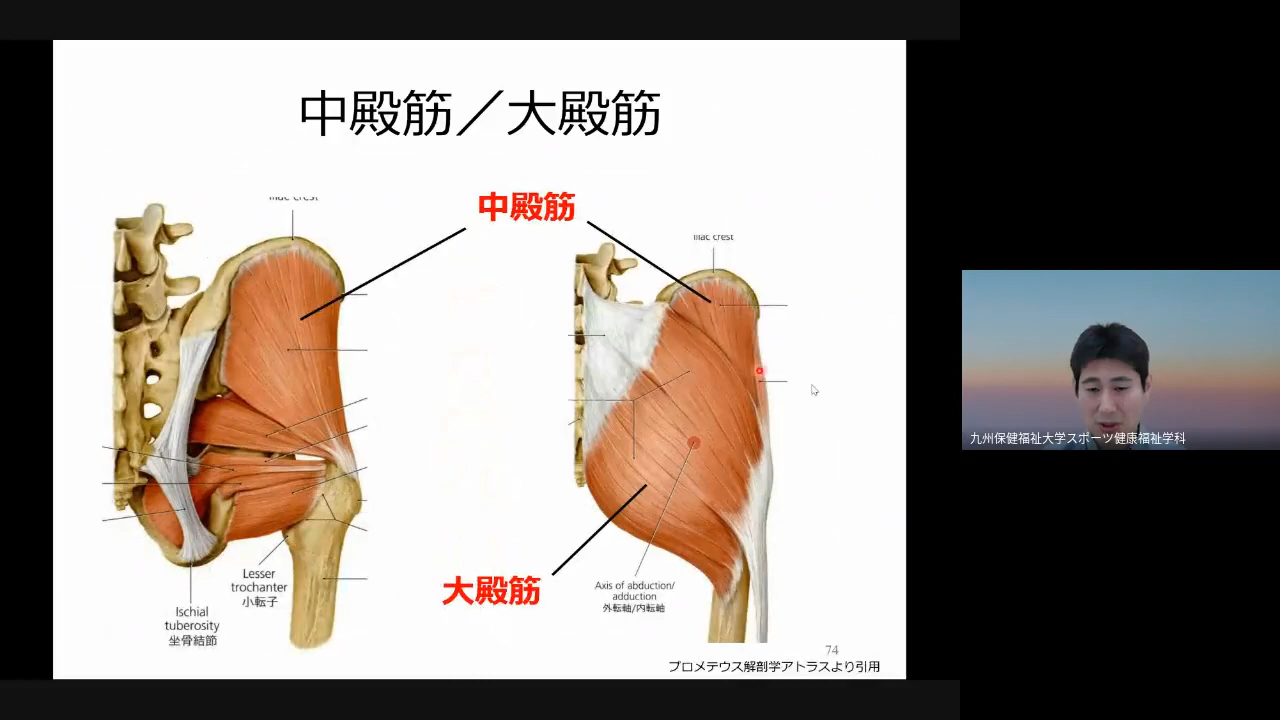 中殿筋／大殿筋
中殿筋
iliac crest
iliac crest
大殿筋
Lesser
trochanter
小転子
Ischial
tuberosity
坐骨結節
Axis of abduction/
adduction
外転軸/内転軸
74
プロメテウス解剖学アトラスより引用
九州保健福祉大学スポーツ健康福祉学科